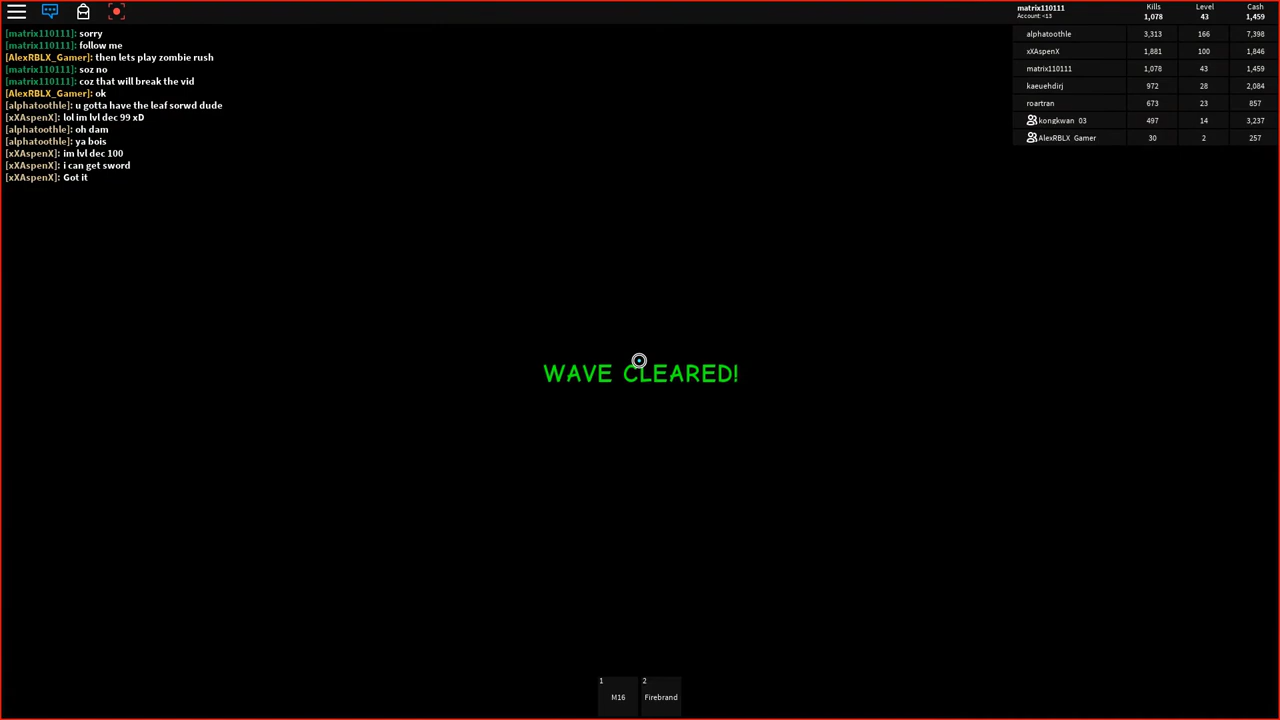 matrix110111 Kills Level Cash
Account: <13 1,078 43 1,459
[matrix110111]: sorry
[matrix110111]: follow me
[AlexRBLX_Gamer]: then lets play zombie rush
[matrix110111]: soz no
[matrix110111]: coz that will break the vid
[AlexRBLX_Gamer]: ok
[alphatoothle]: u gotta have the leaf sorwd dude
[xXAspenX]: lol im lvl dec 99 xD
[alphatoothle]: oh dam
[alphatoothle]: ya bois
[xXAspenX]: im lvl dec 100
[xXAspenX]: i can get sword
[xXAspenX]: Got it
alphatoothle 3,313 166 7,398
xXAspenX 1,881 100 1,846
matrix110111 1,078 43 1,459
kaeuehdirj 972 28 2,084
roartran 673 23 857
kongkwan_03 497 14 3,237
AlexRBLX_Gamer 30 2 257
WAVE CLEARED!
1 2
M16 Firebrand